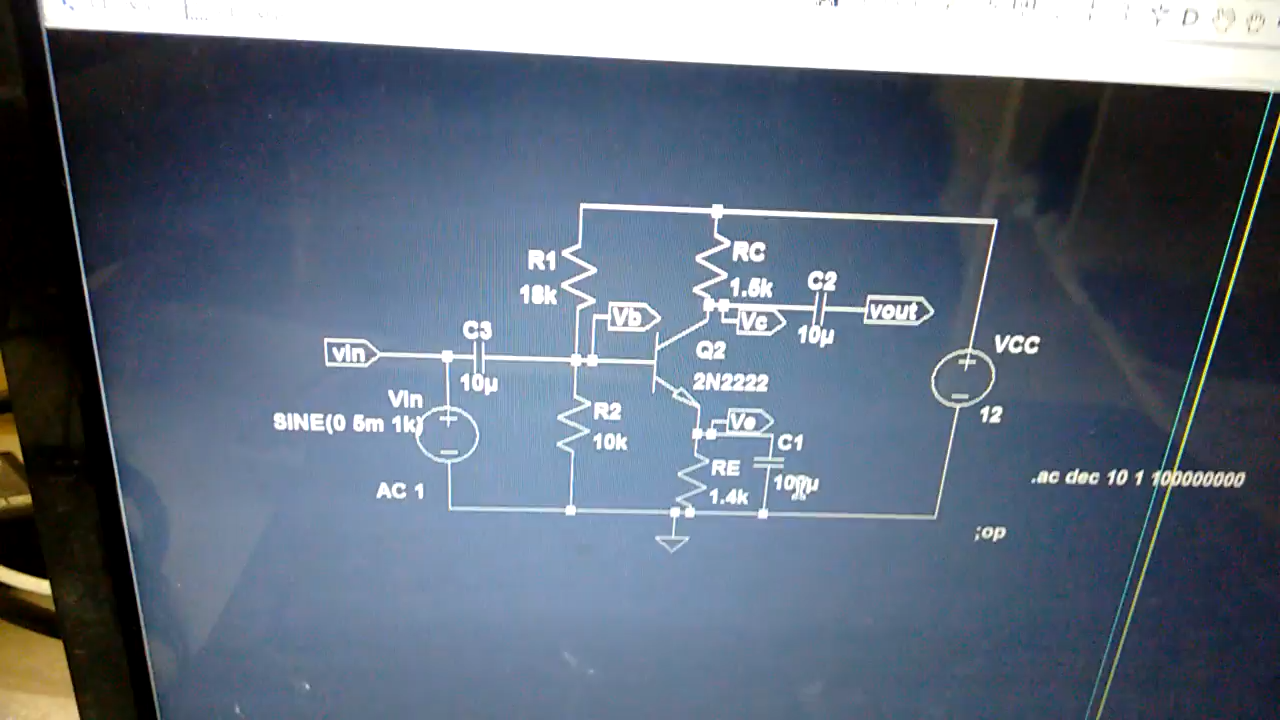 D
R1
18k
RC
1.5k
C2
10µ
vout
Vb
Vc
C3
10µ
vin
Q2
2N2222
VCC
12
Vin
SINE(0 5m 1k)
AC 1
R2
10k
Ve
C1
100µ
RE
1.4k
.ac dec 10 1 100000000
;op